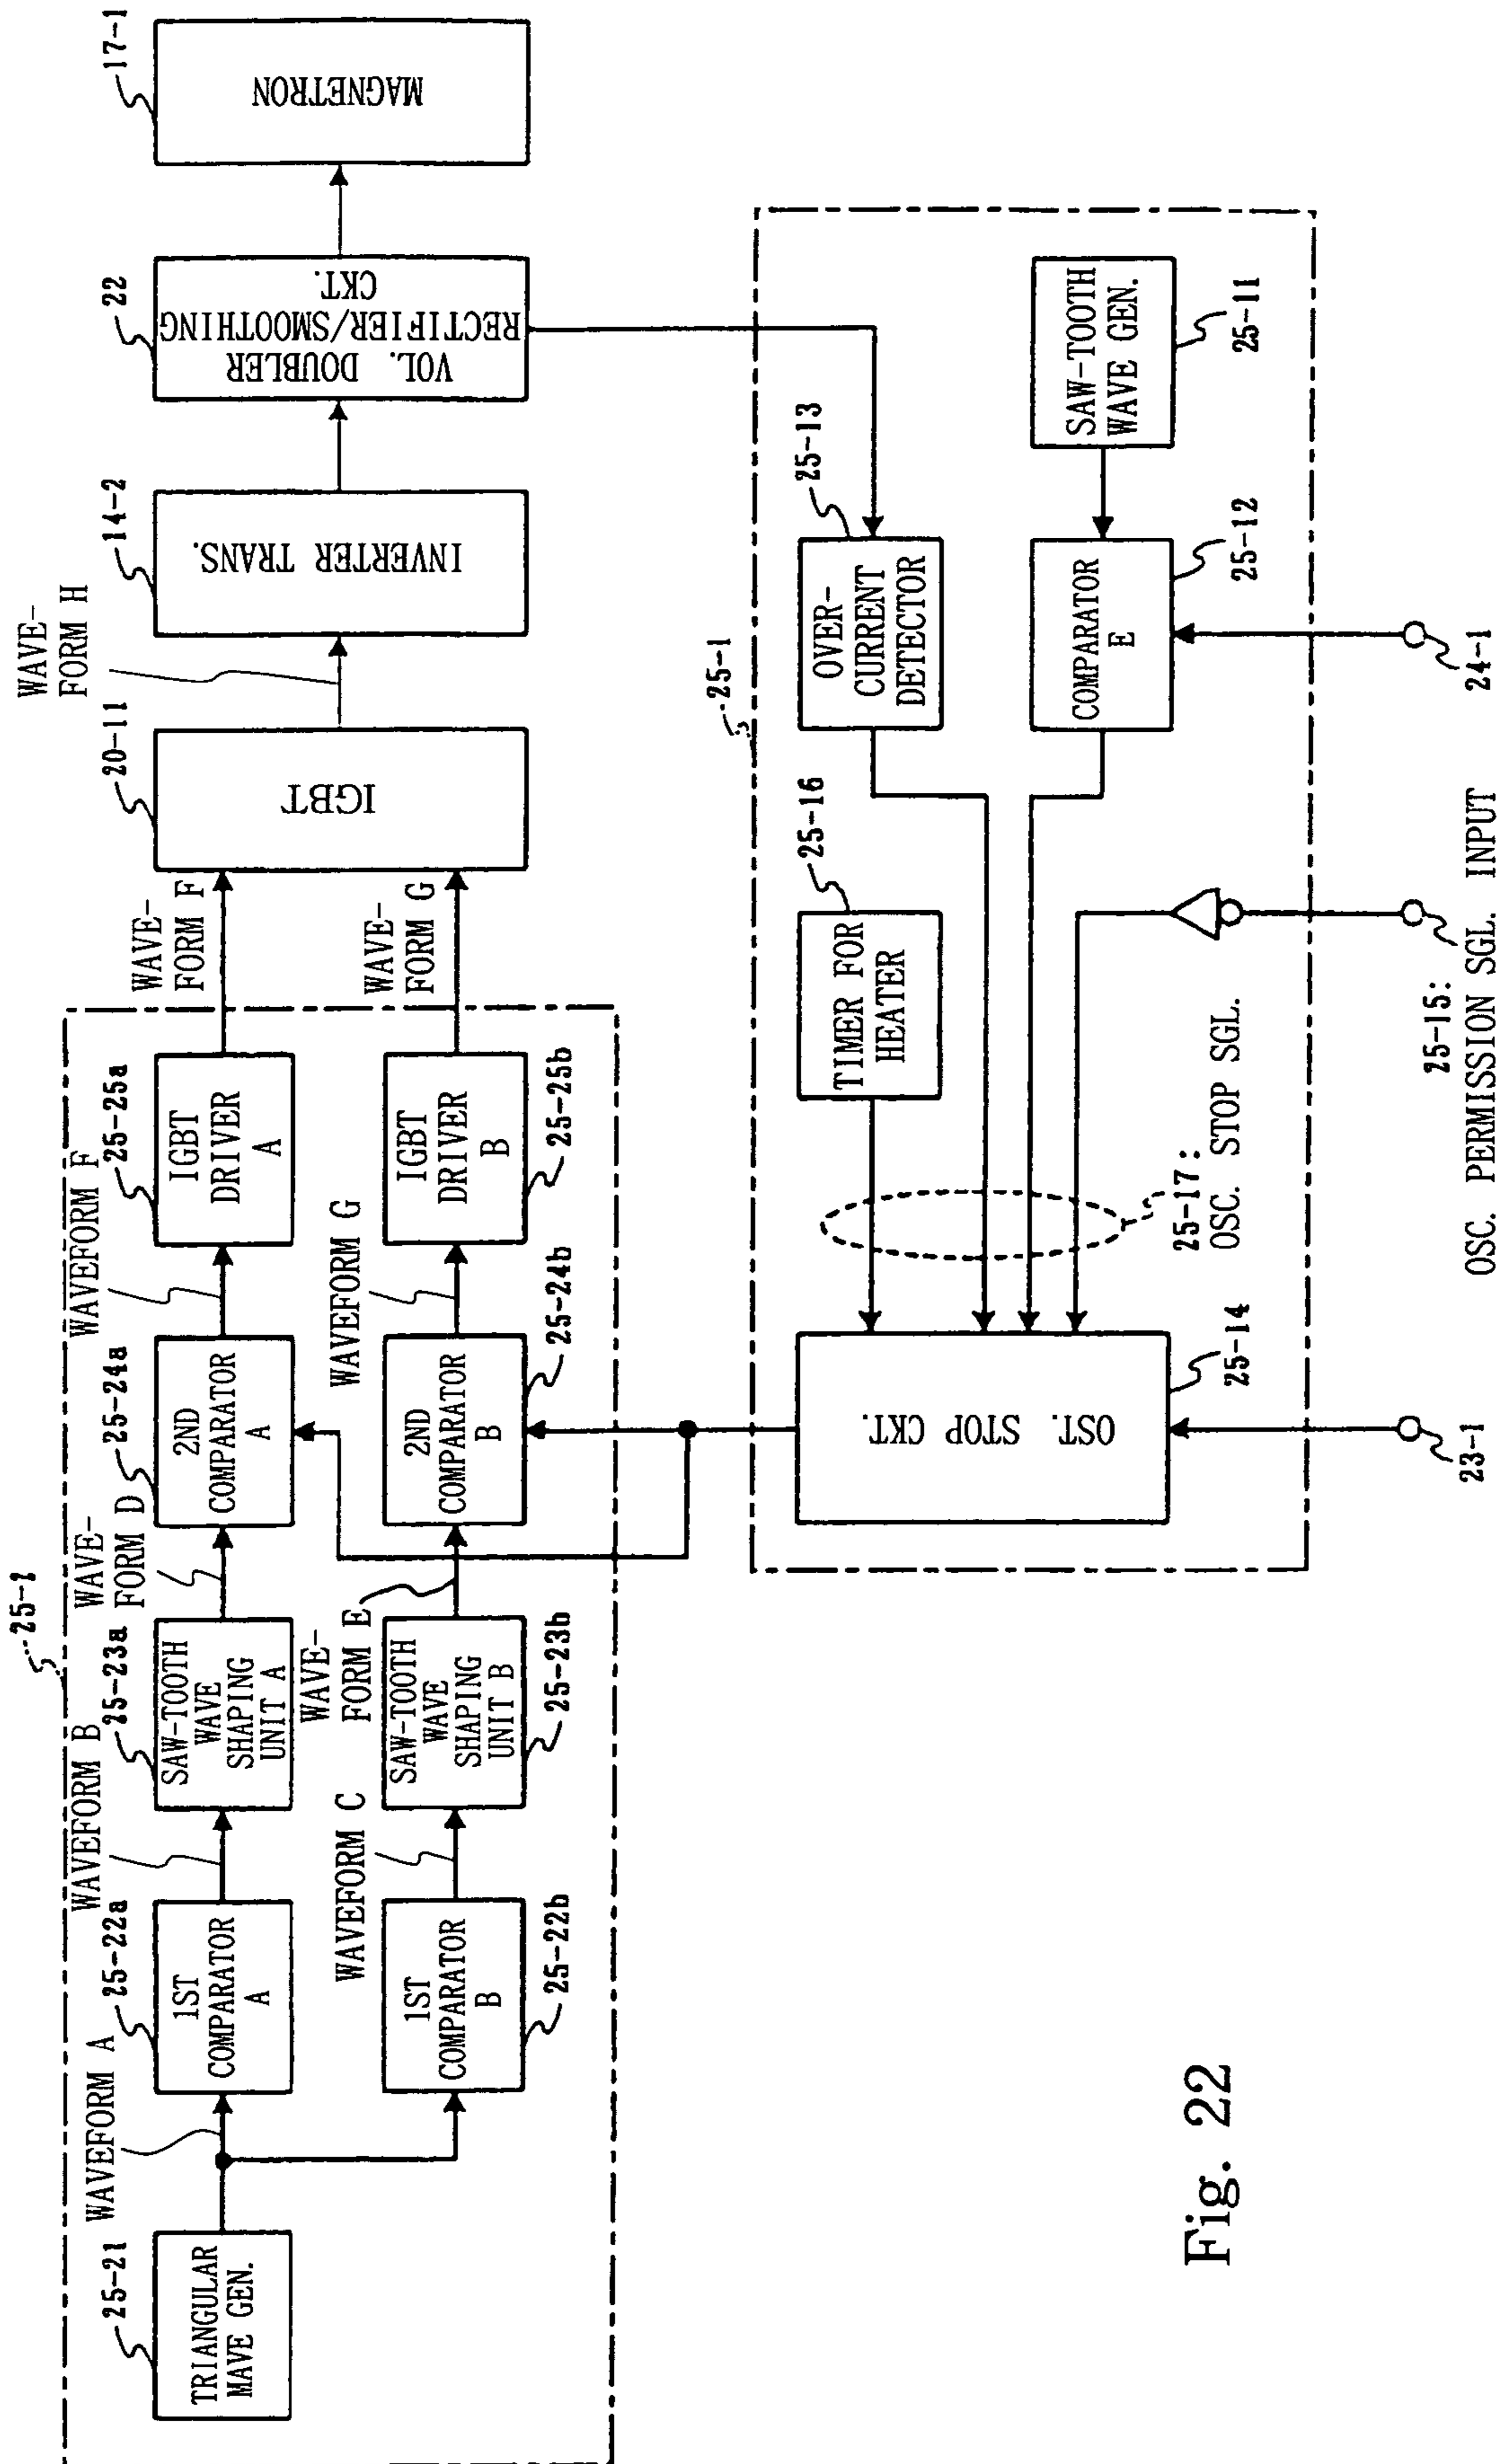 25-2
25-21
TRIANGULAR
MAVE GEN.
WAVEFORM A
25-22a
1ST
COMPARATOR
A
WAVEFORM B
25-23a
SAW-TOOTH
WAVE
SHAPING
UNIT A
WAVE-
FORM D
25-24a
2ND
COMPARATOR
A
WAVEFORM F
25-25a
IGBT
DRIVER
A
WAVE-
FORM F
25-22b
1ST
COMPARATOR
B
WAVEFORM C
25-23b
SAW-TOOTH
WAVE
SHAPING
UNIT B
WAVE-
FORM E
25-24b
2ND
COMPARATOR
B
WAVEFORM G
25-25b
IGBT
DRIVER
B
WAVE-
FORM G
20-11
IGBT
WAVE-
FORM H
14-2
INVERTER TRANS.
22
VOL. DOUBLER
RECTIFIER/SMOOTHING
CKT.
17-1
MAGNETRON
25-1
25-14
OST. STOP CKT.
25-16
TIMER FOR
HEATER
25-13
OVER-
CURRENT
DETECTOR
25-12
COMPARATOR
E
25-11
SAW-TOOTH
WAVE GEN.
25-17:
OSC. STOP SGL.
23-1
25-15:
OSC. PERMISSION SGL. INPUT
24-1
Fig. 22